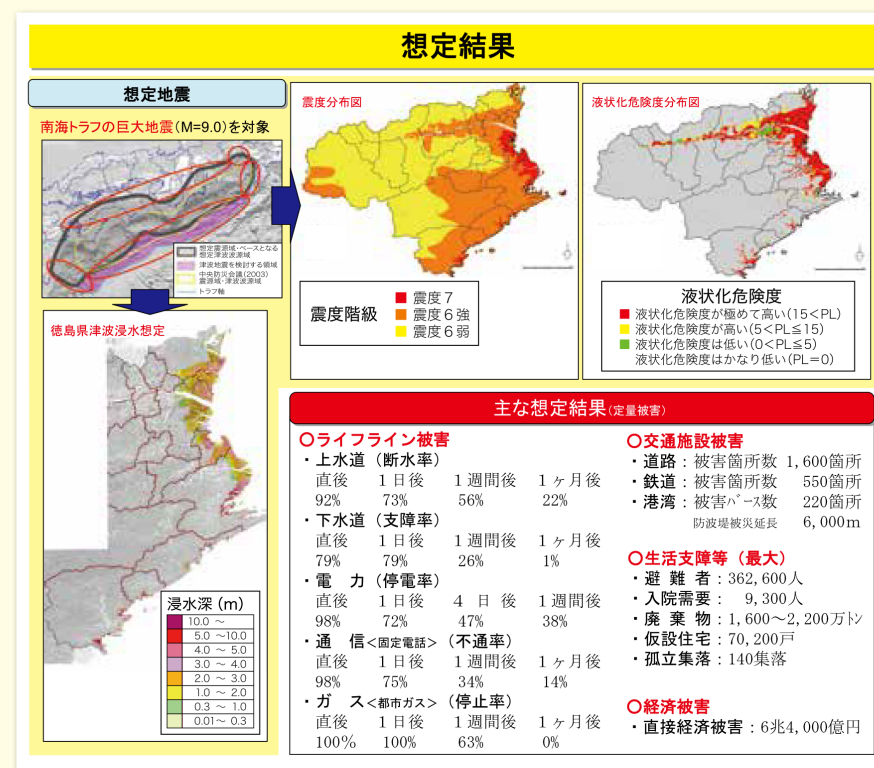 想定結果
想定地震
南海トラフの巨大地震(M=9.0)を対象
想定震源域・ベースとなる
想定津波波源域
津波地震を検討する領域
中央防災会議(2003)
震源域・津波波源域
トラフ軸
震度分布図
震度階級
震度7
震度6強
震度6弱
液状化危険度分布図
液状化危険度
液状化危険度が極めて高い(15<PL)
液状化危険度が高い(5<PL≦15)
液状化危険度は低い(0<PL≦5)
液状化危険度はかなり低い(PL=0)
徳島県津波浸水想定
浸水深(m)
10.0 ～
5.0 ～10.0
4.0 ～ 5.0
3.0 ～ 4.0
2.0 ～ 3.0
1.0 ～ 2.0
0.3 ～ 1.0
0.01～ 0.3
主な想定結果(定量被害)
○ライフライン被害
・上水道(断水率)
直後 1日後 1週間後 1ヶ月後
92% 73% 56% 22%
・下水道(支障率)
直後 1日後 1週間後 1ヶ月後
79% 79% 26% 1%
・電 力(停電率)
直後 1日後 4日後 1週間後
98% 72% 47% 38%
・通 信<固定電話>(不通率)
直後 1日後 1週間後 1ヶ月後
98% 75% 34% 14%
・ガ ス<都市ガス>(停止率)
直後 1日後 1週間後 1ヶ月後
100% 100% 63% 0%
○交通施設被害
・道路:被害箇所数 1,600箇所
・鉄道:被害箇所数 550箇所
・港湾:被害バース数 220箇所
防波堤被災延長 6,000m
○生活支障等(最大)
・避難者:362,600人
・入院需要: 9,300人
・廃棄物:1,600～2,200万トン
・仮設住宅:70,200戸
・孤立集落:140集落
○経済被害
・直接経済被害:6兆4,000億円